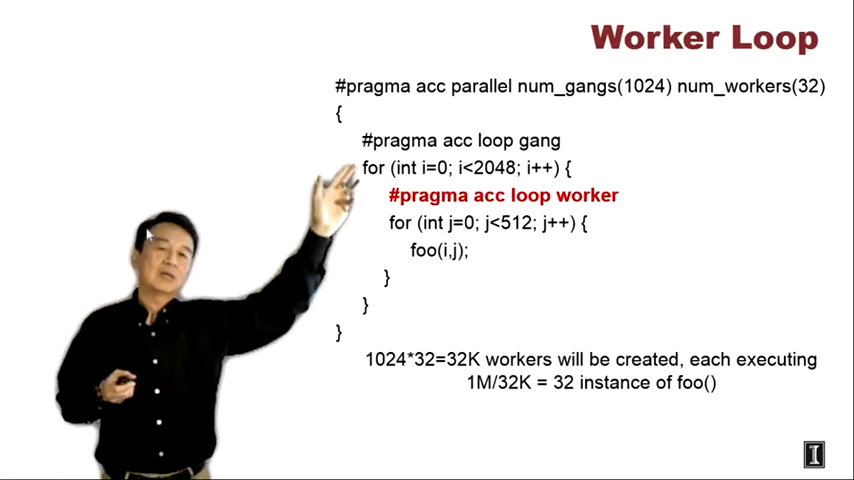 Worker Loop
#pragma acc parallel num_gangs(1024) num_workers(32)
{
#pragma acc loop gang
for (int i=0; i<2048; i++) {
#pragma acc loop worker
for (int j=0; j<512; j++) {
foo(i,j);
}
}
}
1024*32=32K workers will be created, each executing
1M/32K = 32 instance of foo()
I